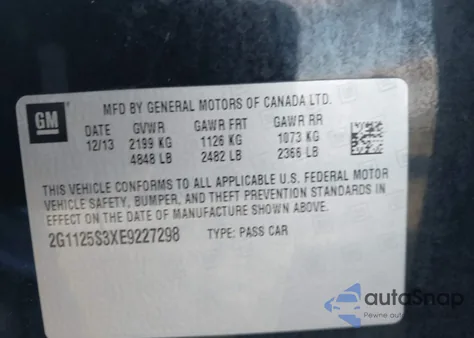 GM
MFD BY GENERAL MOTORS OF CANADA LTD.
DATE GVWR GAWR FRT GAWR RR
12/13 2199 KG 1126 KG 1073 KG
4848 LB 2482 LB 2366 LB
THIS VEHICLE CONFORMS TO ALL APPLICABLE U.S. FEDERAL MOTOR
VEHICLE SAFETY, BUMPER, AND THEFT PREVENTION STANDARDS IN
EFFECT ON THE DATE OF MANUFACTURE SHOWN ABOVE.
2G1125S3XE9227298 TYPE: PASS CAR
autoSnap